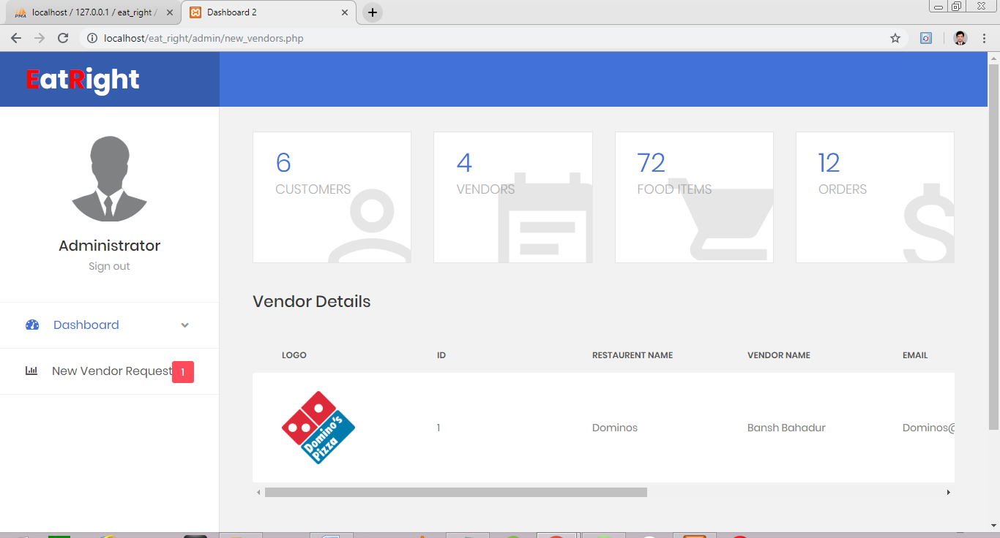 localhost / 127.0.0.1 / eat_right /
Dashboard 2
localhost/eat_right/admin/new_vendors.php
EatRight
6
CUSTOMERS
4
VENDORS
72
FOOD ITEMS
12
ORDERS
Administrator
Sign out
Vendor Details
Dashboard
New Vendor Request 1
LOGO ID RESTAURENT NAME VENDOR NAME EMAIL
Domino's
Pizza
1 Dominos Bansh Bahadur Dominos@